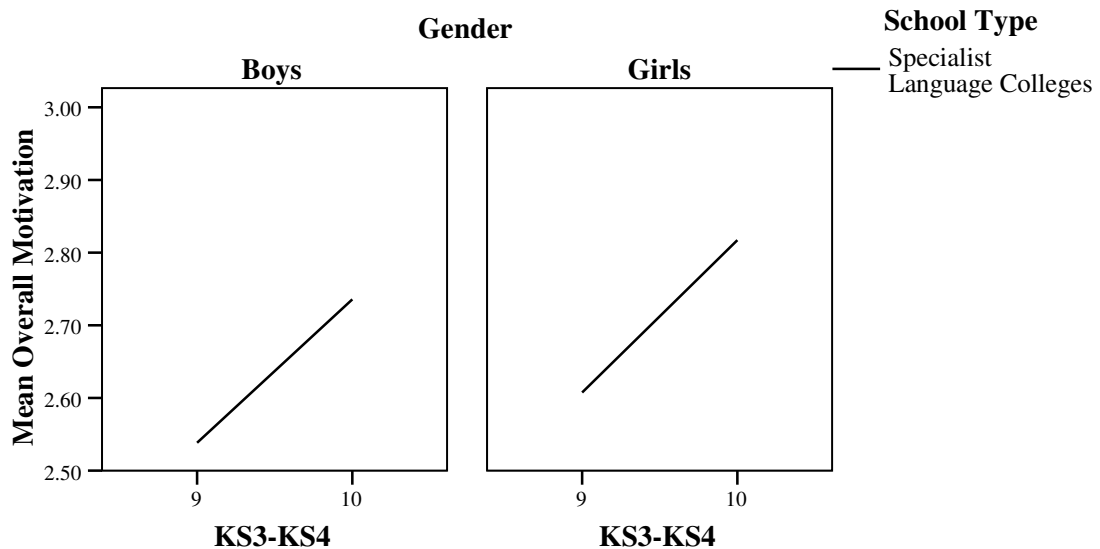 Gender
School Type
Specialist
Language Colleges
Boys
Girls
Mean Overall Motivation
3.00
2.90
2.80
2.70
2.60
2.50
9
10
9
10
KS3-KS4
KS3-KS4